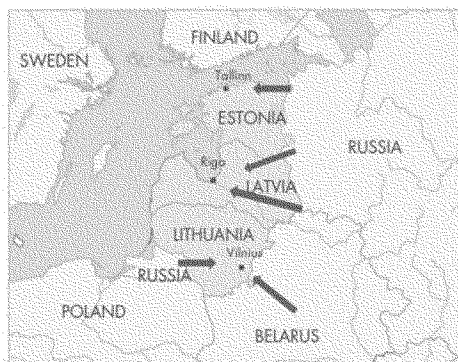 FINLAND
SWEDEN
Tallinn
ESTONIA
RUSSIA
Riga
LATVIA
LITHUANIA
Vilnius
RUSSIA
POLAND
BELARUS